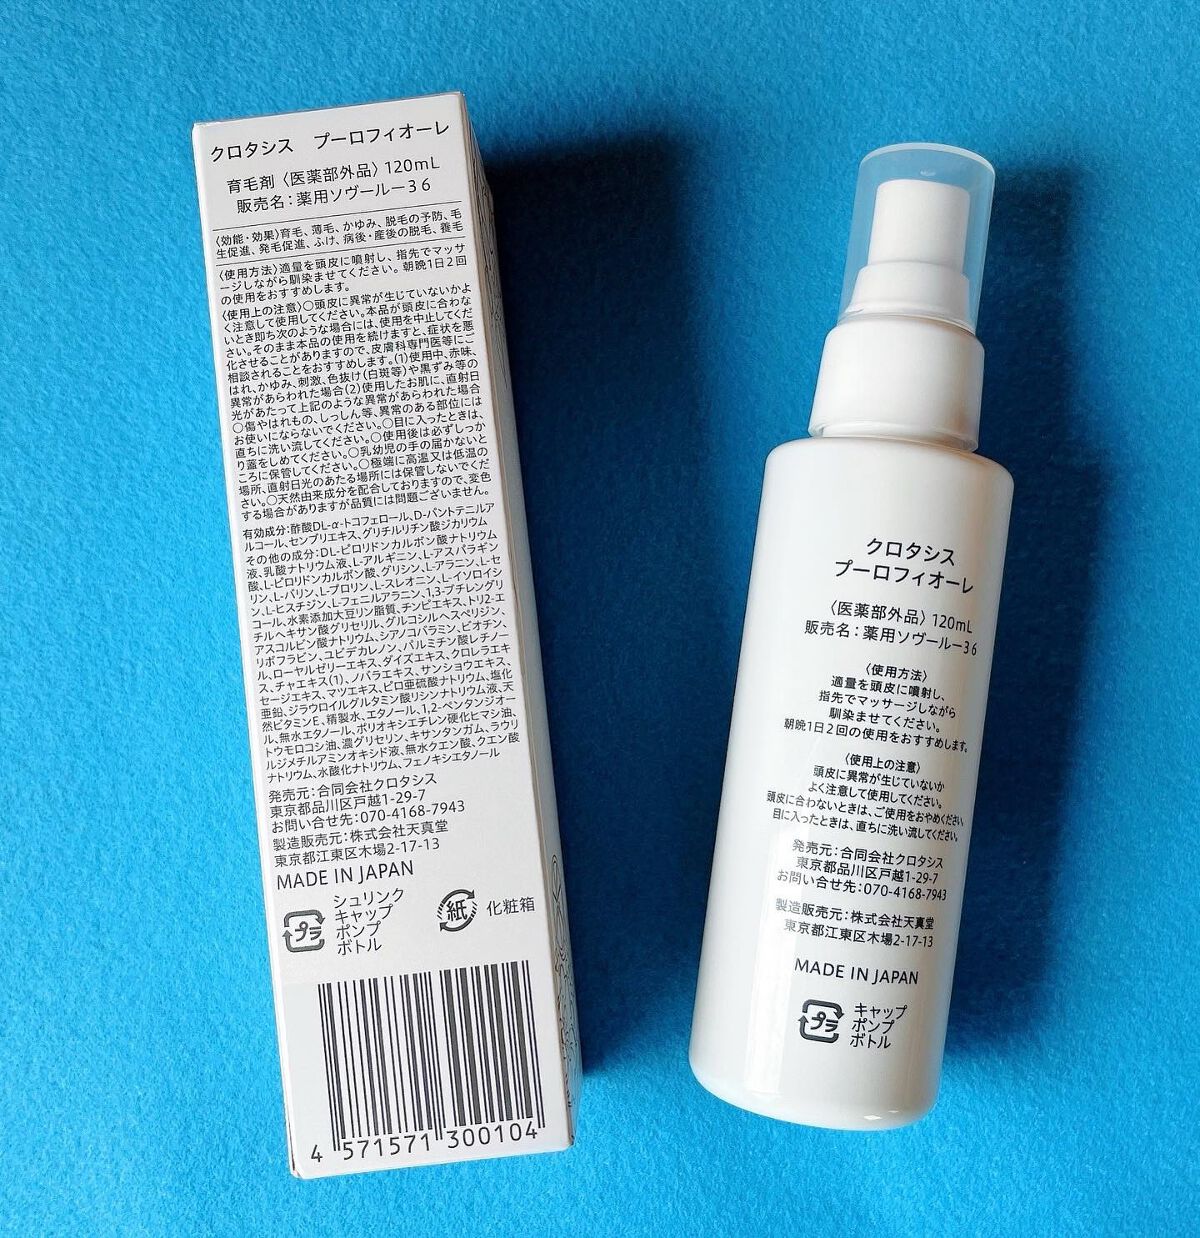 クロタシス プーロフィオーレ
育毛剤〈医薬部外品〉120mL
販売名：薬用ソヴールー３６
〈効能・効果〉育毛、薄毛、かゆみ、脱毛の予防、毛
生促進、発毛促進、ふけ、病後・産後の脱毛、養毛
〈使用方法〉適量を頭皮に噴射し、指先でマッサ
ージしながら馴染ませてください。朝晩1日2回
の使用をおすすめします。
〈使用上の注意〉○頭皮に異常が生じていないかよ
く注意して使用してください。本品が頭皮に合わな
いとき即ち次のような場合には、使用を中止してくだ
さい。そのまま本品の使用を続けますと、症状を悪
化させることがありますので、皮膚科専門医等にご
相談されることをおすすめします。(1)使用中、赤味、
はれ、かゆみ、刺激、色抜け(白斑等)や黒ずみ等の
異常があらわれた場合(2)使用したお肌に、直射日
光があたって上記のような異常があらわれた場合
○傷やはれもの、しっしん等、異常のある部位には
お使いにならないでください。○目に入ったときは、
直ちに洗い流してください。○使用後は必ずしっか
り蓋をしめてください。○乳幼児の手の届かないと
ころに保管してください。○極端に高温又は低温の
場所、直射日光のあたる場所には保管しないでくだ
さい。○天然由来成分を配合しておりますので、変色
する場合がありますが品質には問題ございません。
有効成分：酢酸DL-α-トコフェロール、D-パントテニルア
ルコール、センブリエキス、グリチルリチン酸ジカリウム
その他の成分：DL-ピロリドンカルボン酸ナトリウム
液、乳酸ナトリウム液、L-アルギニン、L-アスパラギン
酸、L-ピロリドンカルボン酸、グリシン、L-アラニン、L-セ
リン、L-バリン、L-プロリン、L-スレオニン、L-イソロイシ
ン、L-ヒスチジン、L-フェニルアラニン、1,3-ブチレングリ
コール、水素添加大豆リン脂質、チンピエキス、トリ2-エ
チルヘキサン酸グリセリル、グルコシルヘスペリジン、
アスコルビン酸ナトリウム、シアノコバラミン、ビオチン、
リボフラビン、ユビデカレノン、パルミチン酸レチノー
ル、ローヤルゼリーエキス、ダイズエキス、クロレラエキ
ス、チャエキス(1)、ノバラエキス、サンショウエキス、
セージエキス、マツエキス、ピロ亜硫酸ナトリウム、塩化
亜鉛、ジラウロイルグルタミン酸リシンナトリウム液、天
然ビタミンE、精製水、エタノール、1,2-ペンタンジオー
ル、無水エタノール、ポリオキシエチレン硬化ヒマシ油、
トウモロコシ油、濃グリセリン、キサンタンガム、ラウリ
ルジメチルアミンオキシド液、無水クエン酸、クエン酸
ナトリウム、水酸化ナトリウム、フェノキシエタノール
発売元：合同会社クロタシス
東京都品川区戸越1-29-7
お問い合せ先：070-4168-7943
製造販売元：株式会社天真堂
東京都江東区木場2-17-13
MADE IN JAPAN
プラ
シュリンク
キャップ
ポンプ
ボトル
紙
化粧箱
4 571571 300104
クロタシス
プーロフィオーレ
〈医薬部外品〉120mL
販売名：薬用ソヴールー３６
〈使用方法〉
適量を頭皮に噴射し、
指先でマッサージしながら
馴染ませてください。
朝晩1日2回の使用をおすすめします。
〈使用上の注意〉
頭皮に異常が生じていないか
よく注意して使用してください。
頭皮に合わないときは、ご使用をおやめください。
目に入ったときは、直ちに洗い流してください。
発売元：合同会社クロタシス
東京都品川区戸越1-29-7
お問い合せ先：070-4168-7943
製造販売元：株式会社天真堂
東京都江東区木場2-17-13
MADE IN JAPAN
プラ
キャップ
ポンプ
ボトル